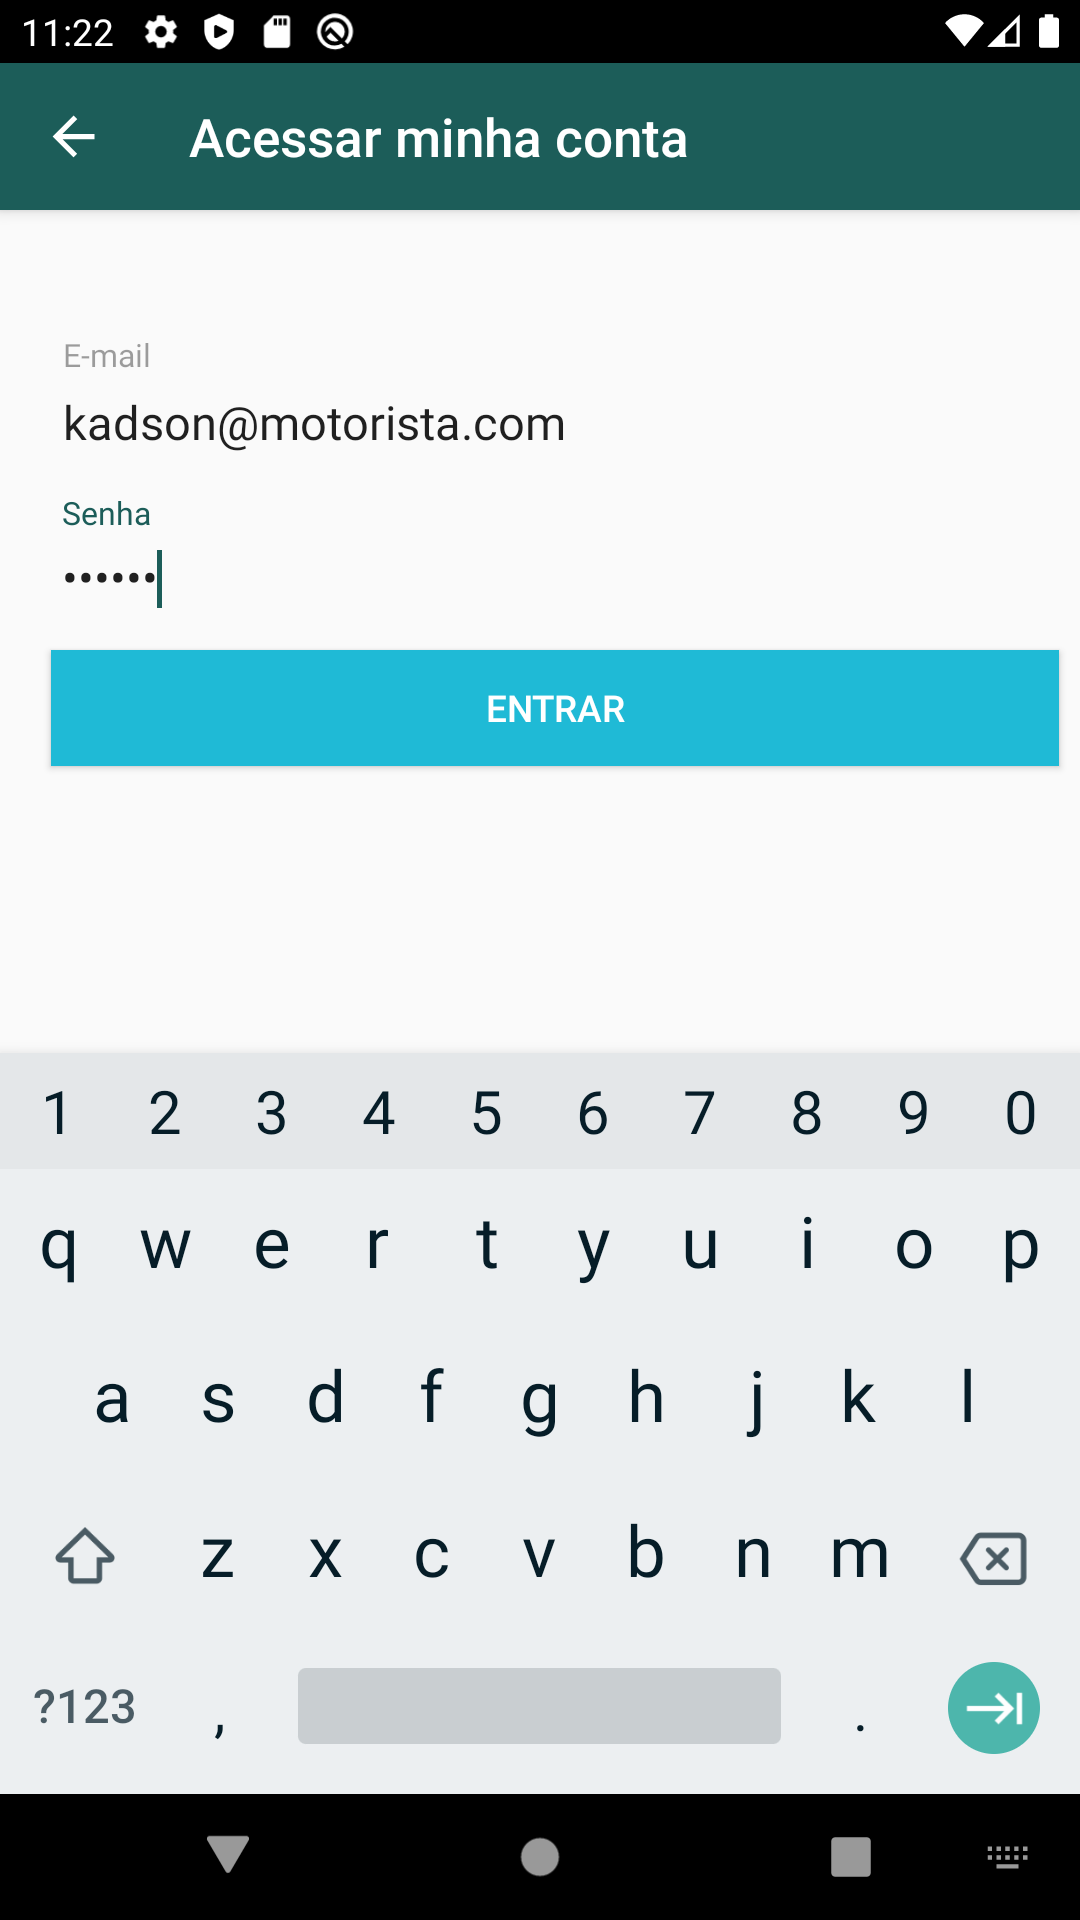 11:22
Acessar minha conta
E-mail
kadson@motorista.com
Senha
••••••
ENTRAR
1 2 3 4 5 6 7 8 9 0
q w e r t y u i o p
a s d f g h j k l
z x c v b n m
?123 , .